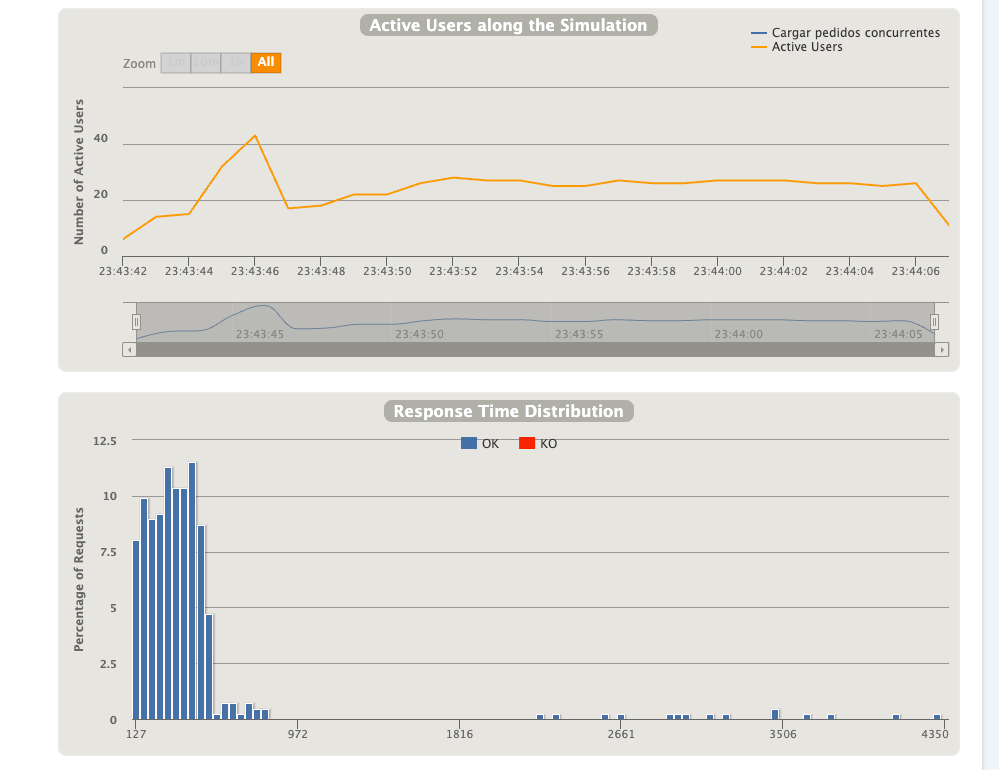 Active Users along the Simulation
Cargar pedidos concurrentes
Active Users
Zoom 1m 10m 1h All
Number of Active Users
40
20
0
23:43:42 23:43:44 23:43:46 23:43:48 23:43:50 23:43:52 23:43:54 23:43:56 23:43:58 23:44:00 23:44:02 23:44:04 23:44:06
23:43:45 23:43:50 23:43:55 23:44:00 23:44:05
Response Time Distribution
OK KO
Percentage of Requests
12.5
10
7.5
5
2.5
0
127 972 1816 2661 3506 4350